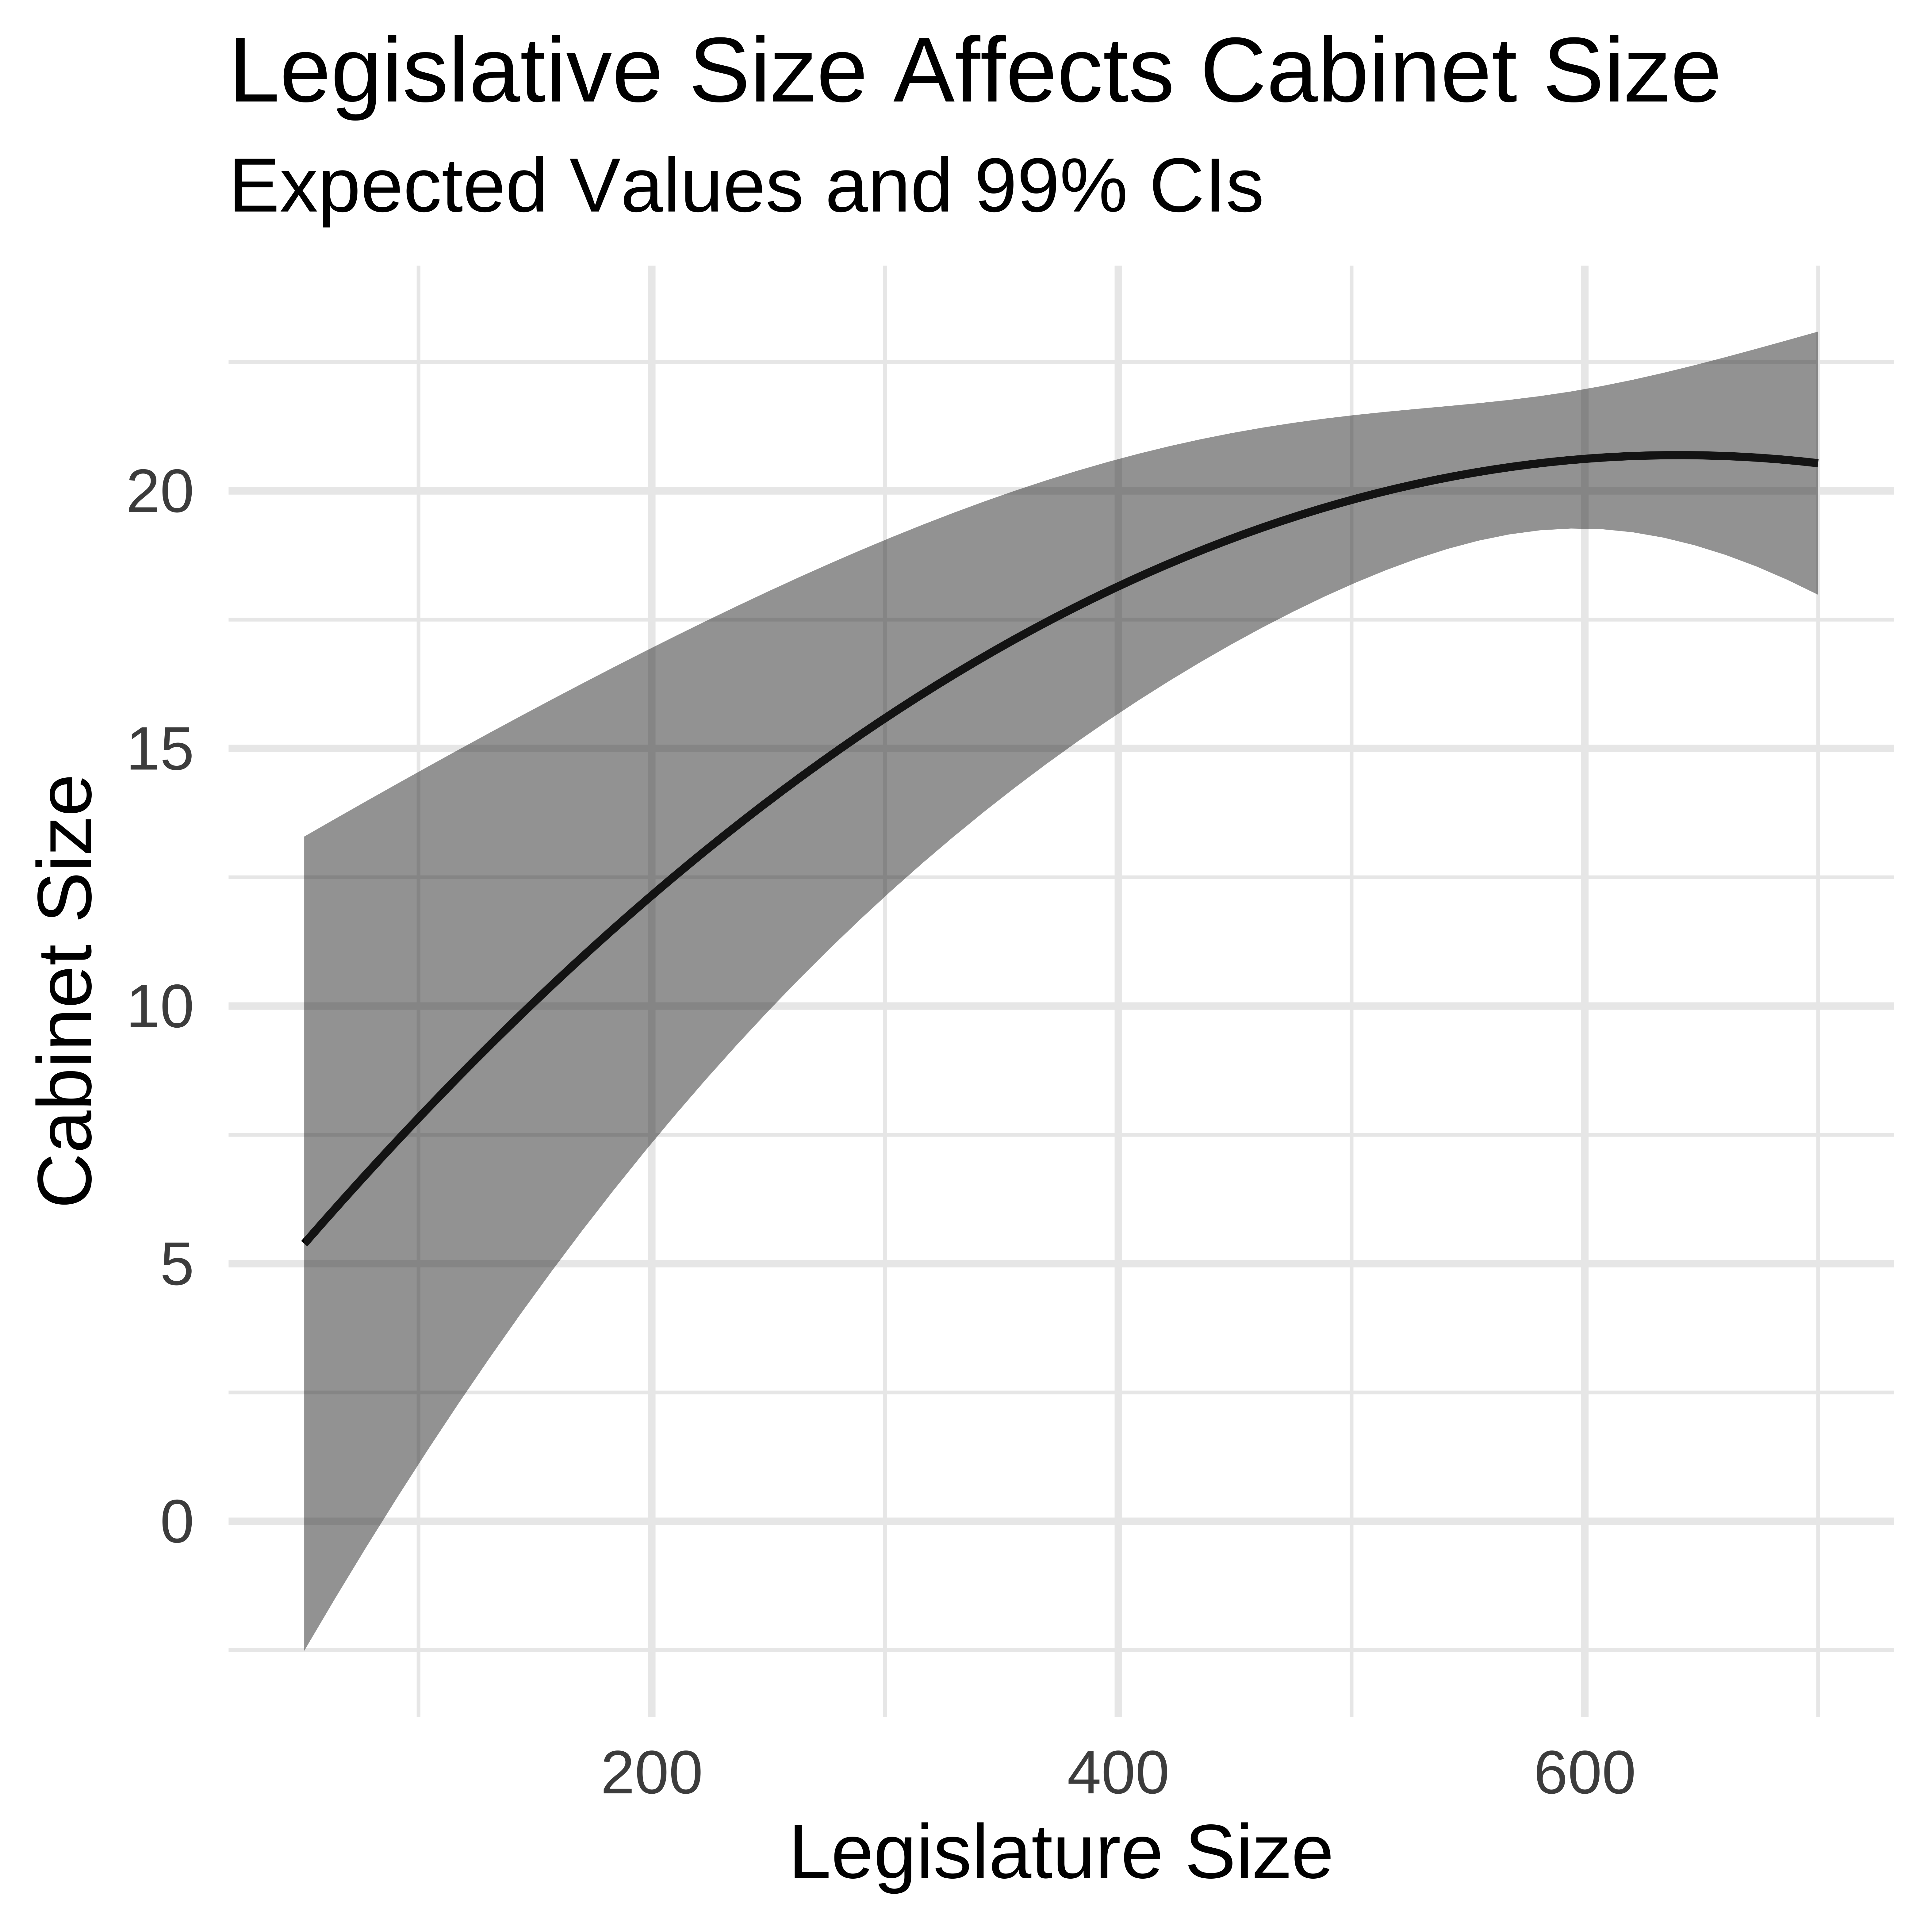 Legislative Size Affects Cabinet Size
Expected Values and 99% CIs
20
15
10
5
0
Cabinet Size
200 400 600
Legislature Size